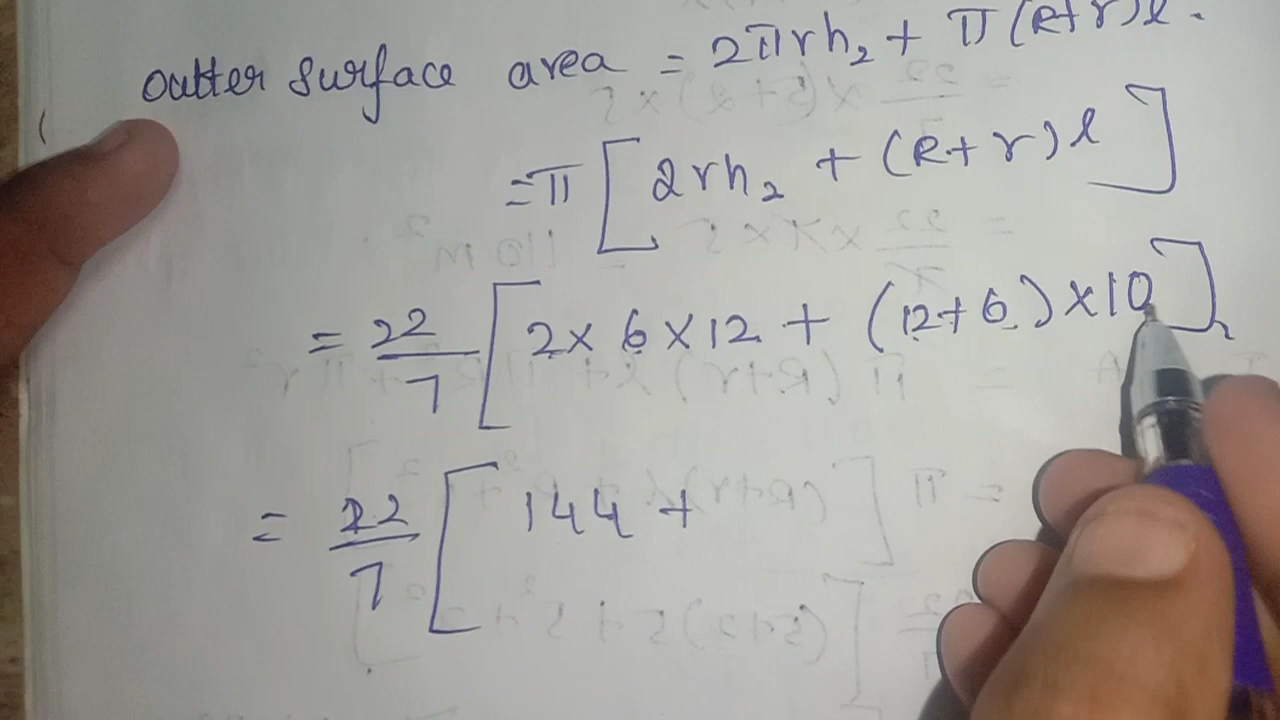 outter surface area = 2πrh₂ + π(R+r)l.
= π [ 2rh₂ + (R+r)l ]
= 22/7 [ 2×6×12 + (12+6)×10 ]
= 22/7 [ 144 +